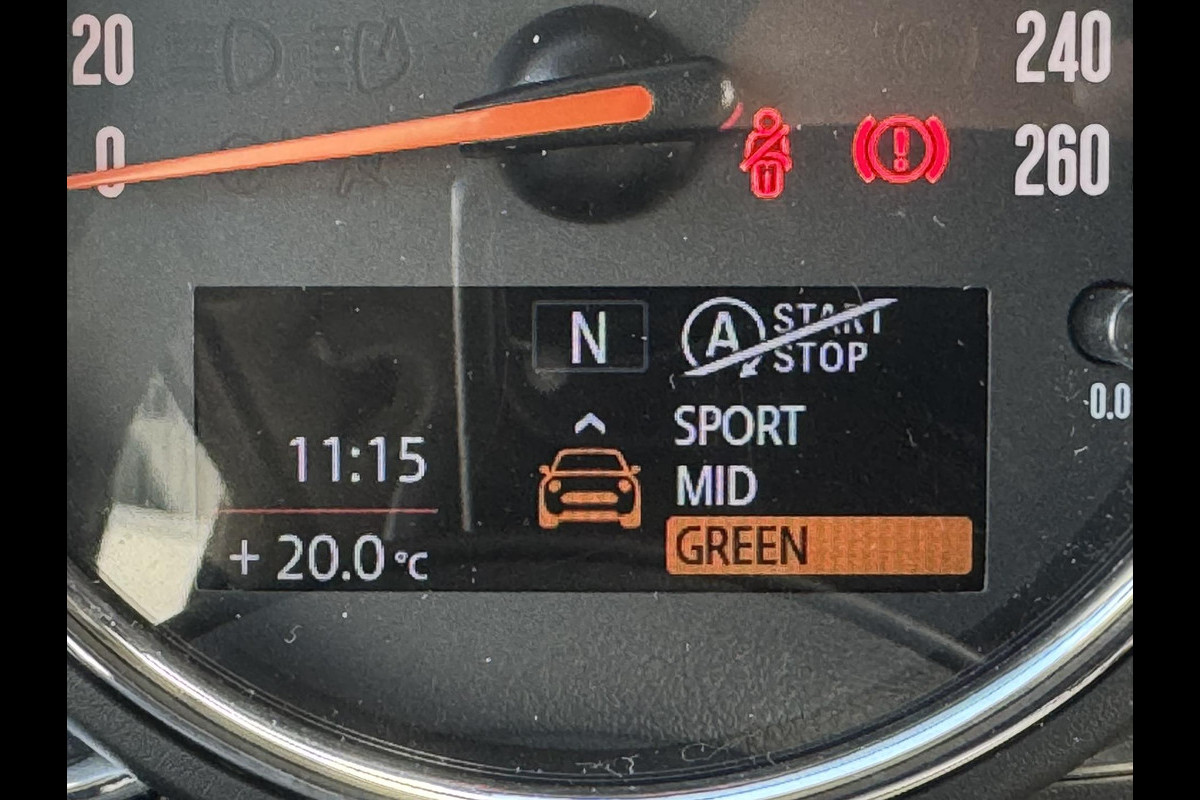 20
240
0
260
N
A START
STOP
SPORT
11:15
MID
GREEN
+ 20.0 °C
0.0